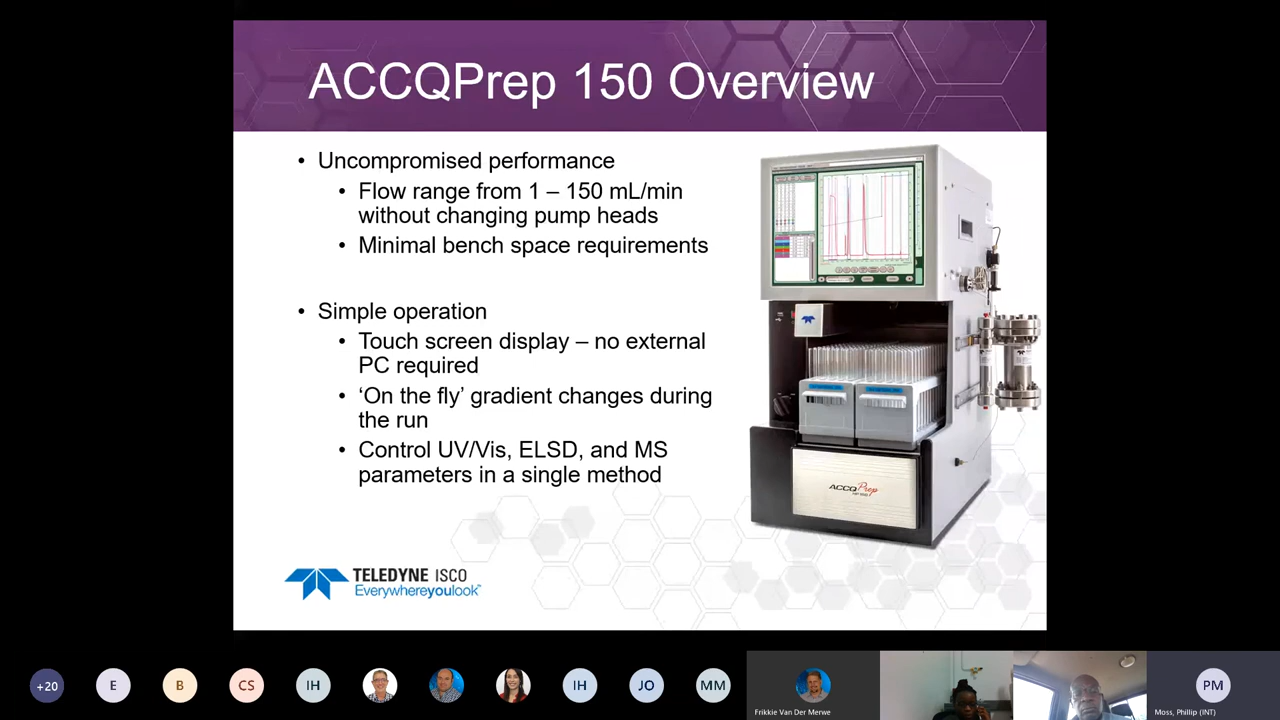 ACCQPrep 150 Overview
• Uncompromised performance
• Flow range from 1 – 150 mL/min
without changing pump heads
• Minimal bench space requirements
• Simple operation
• Touch screen display – no external
PC required
• ‘On the fly’ gradient changes during
the run
• Control UV/Vis, ELSD, and MS
parameters in a single method
ACCQPrep
TELEDYNE ISCO
Everywhereyoulook™
+20
E
B
CS
IH
IH
JO
MM
Frikkie Van Der Merwe
PM
Moss, Phillip (INT)